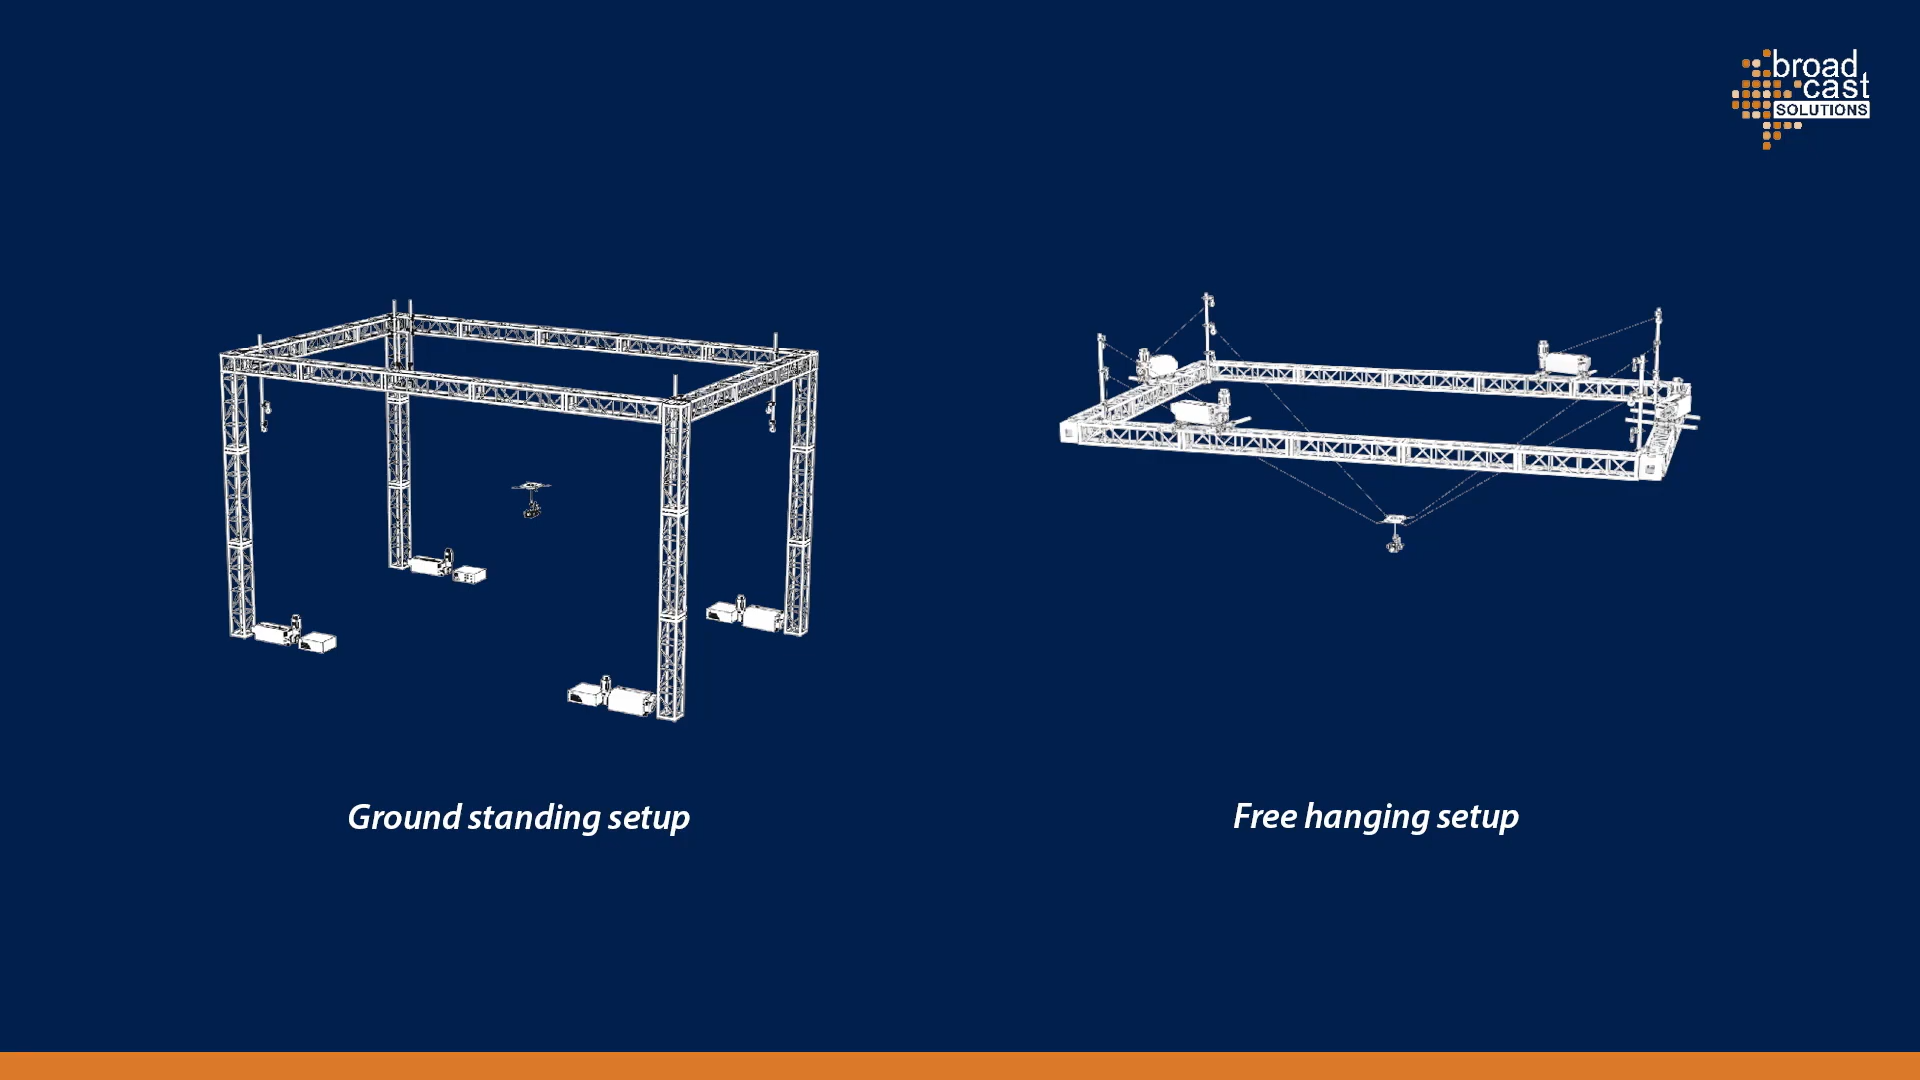 broad
cast
SOLUTIONS
Ground standing setup
Free hanging setup